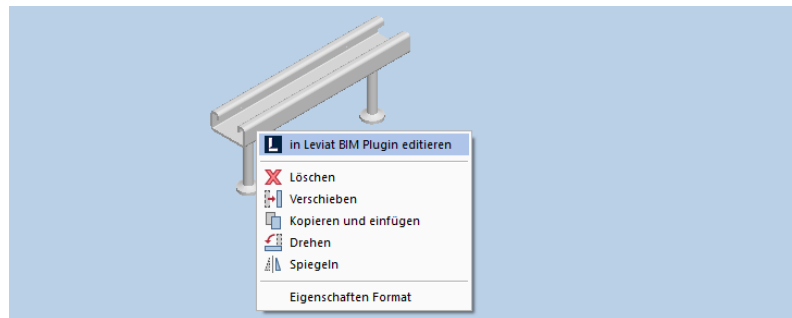 in Leviat BIM Plugin editieren
Löschen
Verschieben
Kopieren und einfügen
Drehen
Spiegeln
Eigenschaften Format